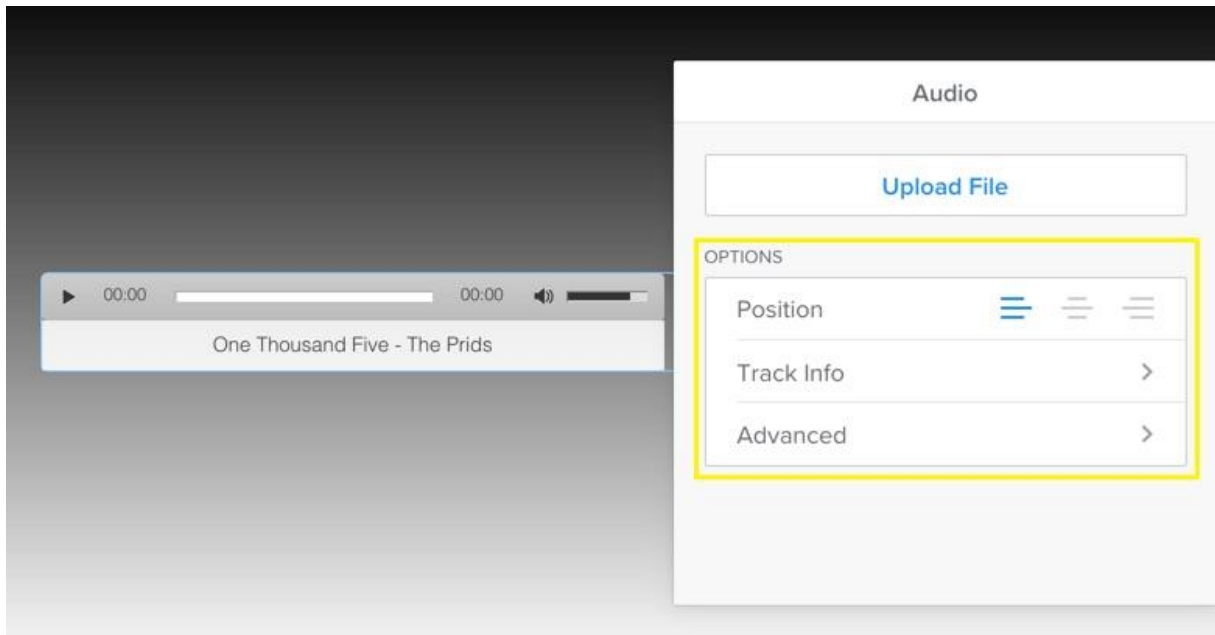 Audio
Upload File
OPTIONS
00:00 00:00
Position
One Thousand Five - The Prids
Track Info
Advanced